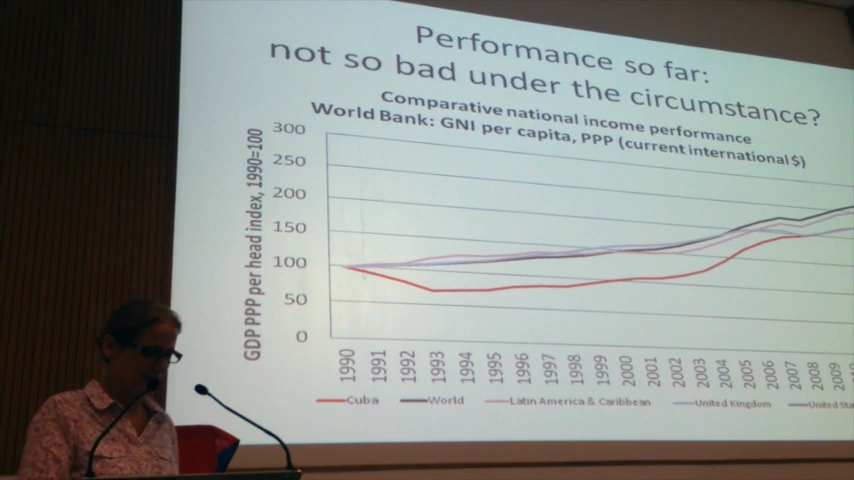 Performance so far:
not so bad under the circumstance?
Comparative national income performance
World Bank: GNI per capita, PPP (current international $)
GDP PPP per head index, 1990=100
300
250
200
150
100
50
0
1990 1991 1992 1993 1994 1995 1996 1997 1998 1999 2000 2001 2002 2003 2004 2005 2006 2007 2008 2009
Cuba World Latin America & Caribbean United Kingdom United Sta